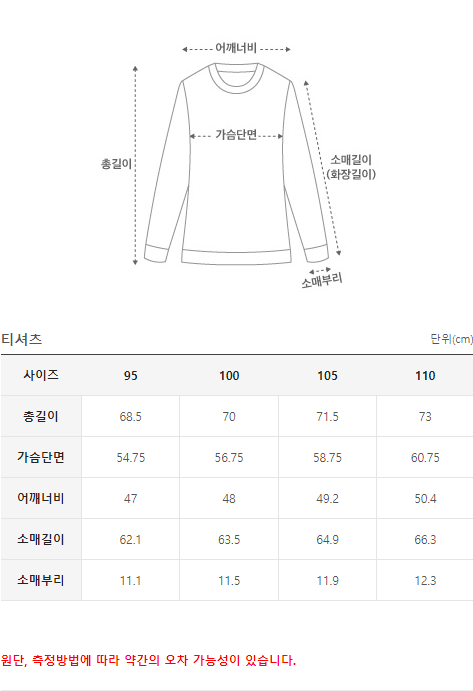 어깨너비
가슴단면
총길이
소매길이
(화장길이)
소매부리
티셔츠 단위(cm)
사이즈 95 100 105 110
총길이 68.5 70 71.5 73
가슴단면 54.75 56.75 58.75 60.75
어깨너비 47 48 49.2 50.4
소매길이 62.1 63.5 64.9 66.3
소매부리 11.1 11.5 11.9 12.3
원단, 측정방법에 따라 약간의 오차 가능성이 있습니다.